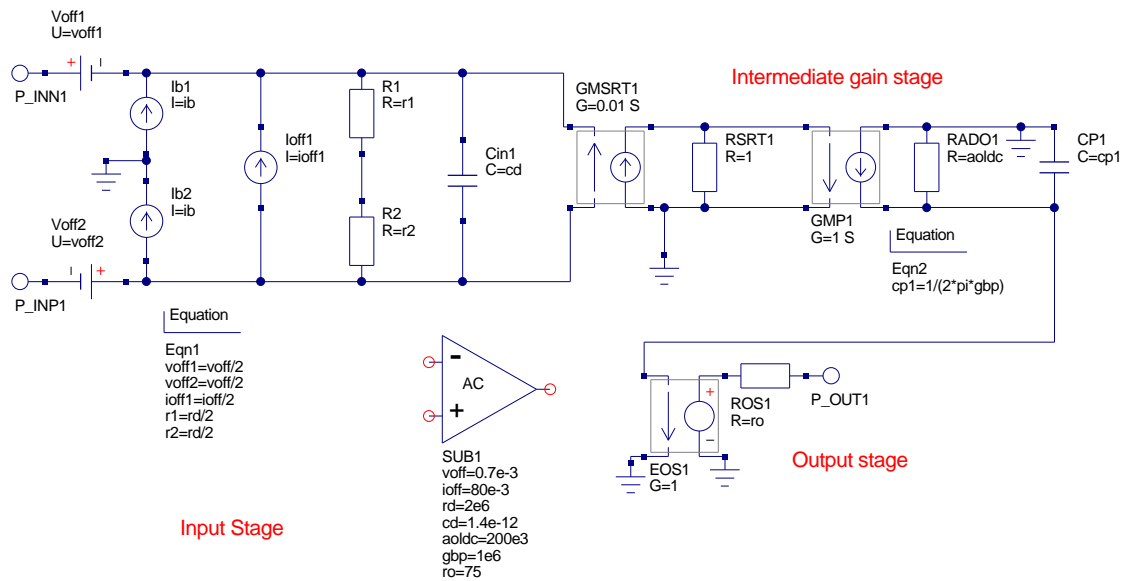 Voff1
U=voff1
P_INN1
Ib1
I=ib
Ioff1
I=ioff1
R1
R=r1
Cin1
C=cd
GMSRT1
G=0.01 S
Intermediate gain stage
RSRT1
R=1
RADO1
R=aoldc
CP1
C=cp1
Ib2
I=ib
R2
R=r2
GMP1
G=1 S
Voff2
U=voff2
P_INP1
Equation
Eqn2
cp1=1/(2*pi*gbp)
Equation
Eqn1
voff1=voff/2
voff2=voff/2
ioff1=ioff/2
r1=rd/2
r2=rd/2
AC
SUB1
voff=0.7e-3
ioff=80e-3
rd=2e6
cd=1.4e-12
aoldc=200e3
gbp=1e6
ro=75
ROS1
R=ro
P_OUT1
EOS1
G=1
Output stage
Input Stage